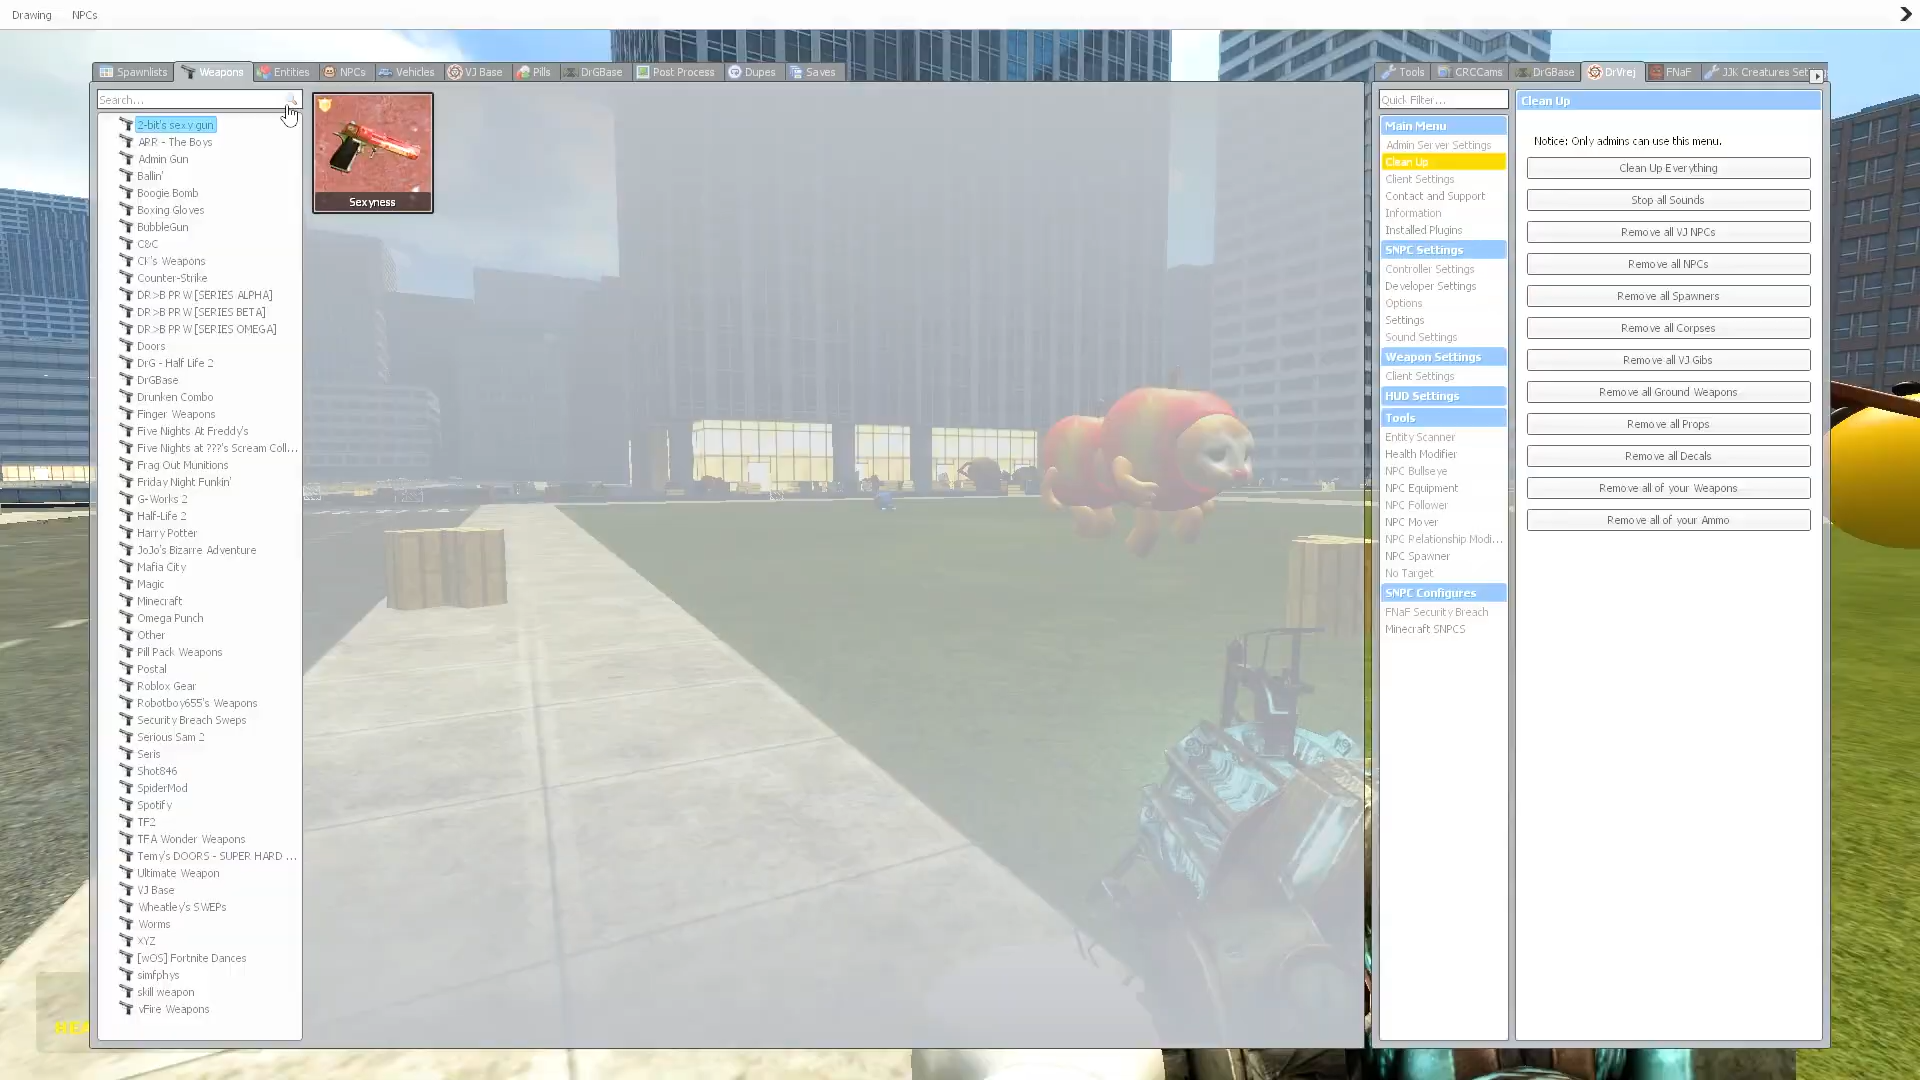 Drawing NPCs
Spawnlists Weapons Entities NPCs Vehicles VJ Base Pills DrGBase Post Process Dupes Saves
Search...
2-bit's sexy gun
ARR - The Boys
Admin Gun
Ballin'
Boogie Bomb
Boxing Gloves
BubbleGun
C&C
CK's Weapons
Counter-Strike
DR.>B PRW [SERIES ALPHA]
DR.>B PRW [SERIES BETA]
DR.>B PRW [SERIES OMEGA]
Doors
DrG - Half Life 2
DrGBase
Drunken Combo
Finger Weapons
Five Nights At Freddy's
Five Nights at ???'s Scream Coll...
Frag Out Munitions
Friday Night Funkin'
G-Works 2
Half-Life 2
Harry Potter
JoJo's Bizarre Adventure
Mafia City
Magic
Minecraft
Omega Punch
Other
Pill Pack Weapons
Postal
Roblox Gear
Robotboy655's Weapons
Security Breach Sweps
Serious Sam 2
Seris
Shot846
SpiderMod
Spotify
TF2
TFA Wonder Weapons
Temy's DOORS - SUPER HARD ...
Ultimate Weapon
VJ Base
Wheatley's SWEPs
Worms
XYZ
[wOS] Fortnite Dances
simfphys
skill weapon
vFire Weapons
Sexyness
Tools CRCCams DrGBase DrVrej FNaF JJK Creatures Set
Quick Filter...
Main Menu
Admin Server Settings
Clean Up
Client Settings
Contact and Support
Information
Installed Plugins
SNPC Settings
Controller Settings
Developer Settings
Options
Settings
Sound Settings
Weapon Settings
Client Settings
HUD Settings
Tools
Entity Scanner
Health Modifier
NPC Bullseye
NPC Equipment
NPC Follower
NPC Mover
NPC Relationship Modi...
NPC Spawner
No Target
SNPC Configures
FNaF Security Breach
Minecraft SNPCS
Clean Up
Notice: Only admins can use this menu.
Clean Up Everything
Stop all Sounds
Remove all VJ NPCs
Remove all NPCs
Remove all Spawners
Remove all Corpses
Remove all VJ Gibs
Remove all Ground Weapons
Remove all Props
Remove all Decals
Remove all of your Weapons
Remove all of your Ammo